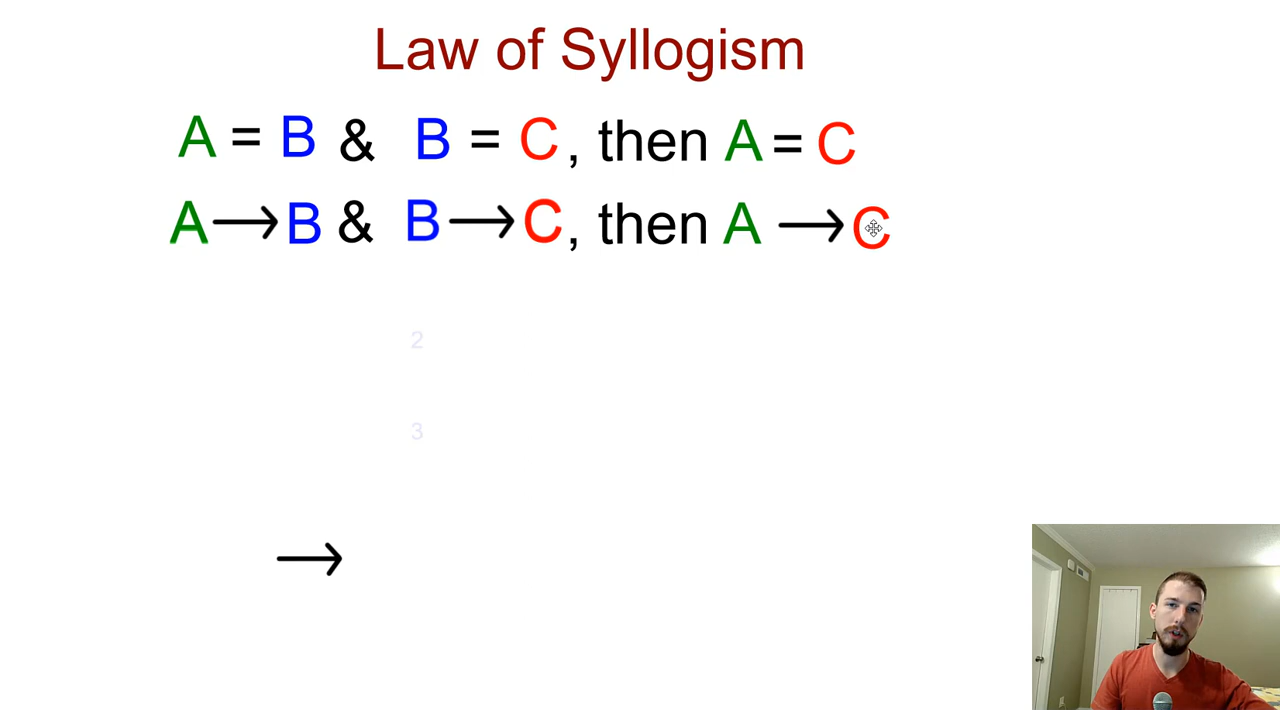 Law of Syllogism
A = B & B = C, then A = C
A → B & B → C, then A → C
2
3
→